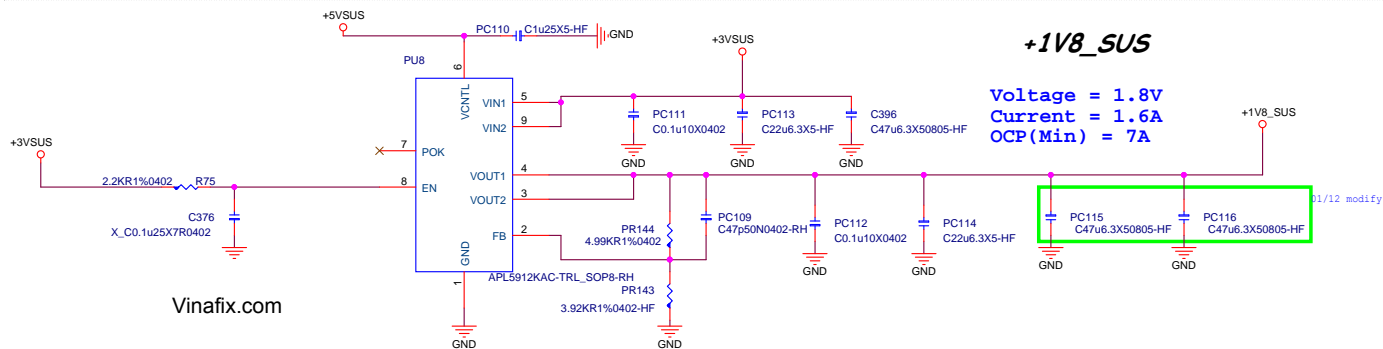 +5VSUS
PC110
C1u25X5-HF
GND
+3VSUS
+1V8_SUS
PU8
6
VCNTL
VIN1
5
VIN2
9
PC111
C0.1u10X0402
PC113
C22u6.3X5-HF
C396
C47u6.3X50805-HF
GND
GND
GND
Voltage = 1.8V
Current = 1.6A
OCP(Min) = 7A
+1V8_SUS
+3VSUS
7
POK
2.2KR1%0402
R75
8
EN
VOUT1
4
VOUT2
3
C376
X_C0.1u25X7R0402
GND
FB
2
PR144
4.99KR1%0402
PC109
C47p50N0402-RH
PC112
C0.1u10X0402
PC114
C22u6.3X5-HF
PC115
C47u6.3X50805-HF
PC116
C47u6.3X50805-HF
01/12 modify
GND
GND
GND
GND
GND
1
APL5912KAC-TRL_SOP8-RH
PR143
3.92KR1%0402-HF
GND
GND
Vinafix.com